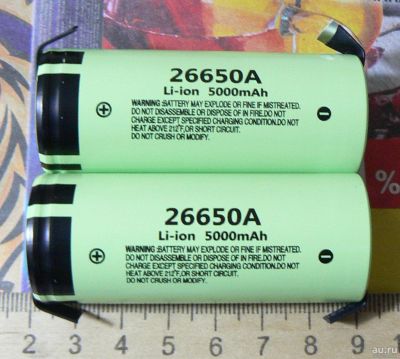 26650A
Li-ion 5000mAh
WARNING:BATTERY MAY EXPLODE OR FIRE IF MISTREATED.
DO NOT DISASSEMBLE OR DISPOSE OF IN FIRE.DO NOT
CHARGE EXCEPT SPECIFIED CHARGING CONDITION.DO NOT
HEAT ABOVE 212°F,OR SHORT CIRCUIT.
DO NOT CRUSH OR MODIFY
+
−
%
26650A
Li-ion 5000mAh
WARNING:BATTERY MAY EXPLODE OR FIRE IF MISTREATED.
DO NOT DISASSEMBLE OR DISPOSE OF IN FIRE.DO NOT
CHARGE EXCEPT SPECIFIED CHARGING CONDITION.DO NOT
HEAT ABOVE 212°F,OR SHORT CIRCUIT.
DO NOT CRUSH OR MODIFY
+
−
2 3 4 5 6 7 8 9 10 11 12
au.ru